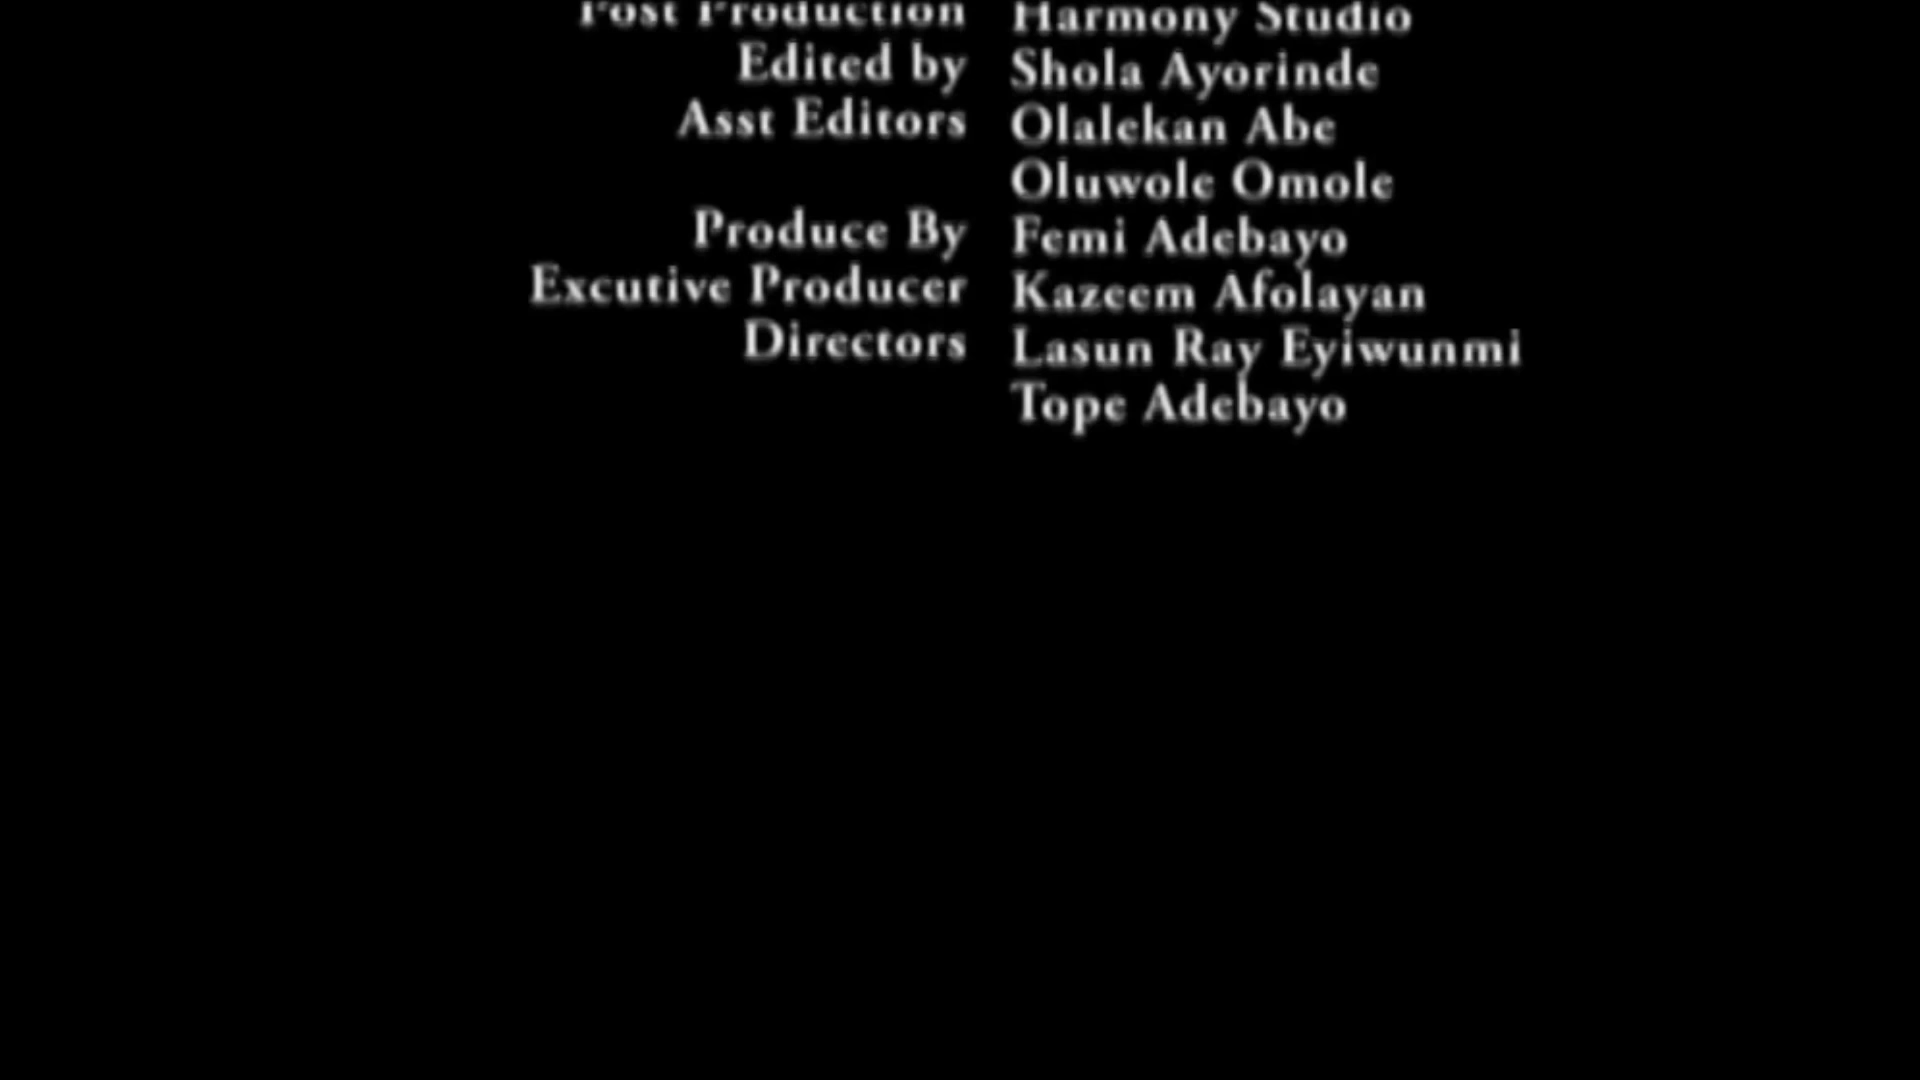 Post Production Harmony Studio
Edited by Shola Ayorinde
Asst Editors Olalekan Abe
Oluwole Omole
Produce By Femi Adebayo
Excutive Producer Kazeem Afolayan
Directors Lasun Ray Eyiwunmi
Tope Adebayo